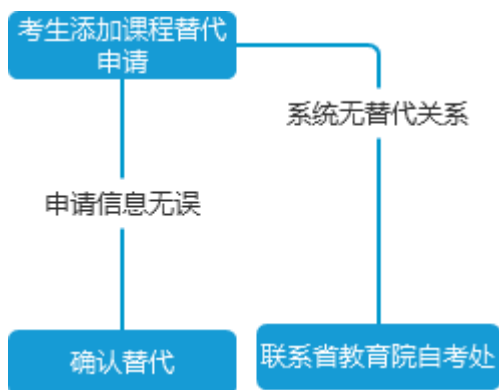 考生添加课程替代
申请
系统无替代关系
申请信息无误
确认替代
联系省教育院自考处